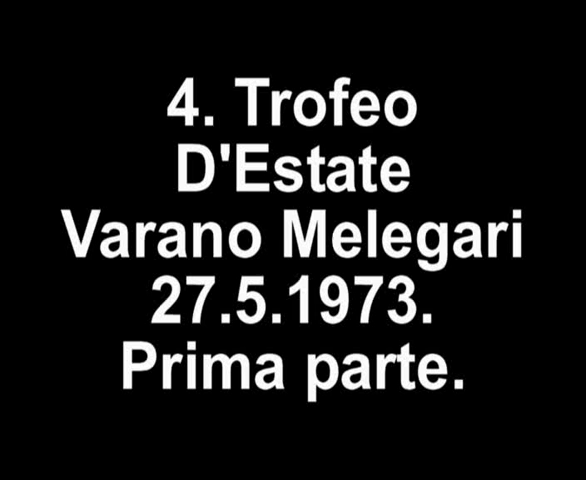 4. Trofeo
D'Estate
Varano Melegari
27.5.1973.
Prima parte.